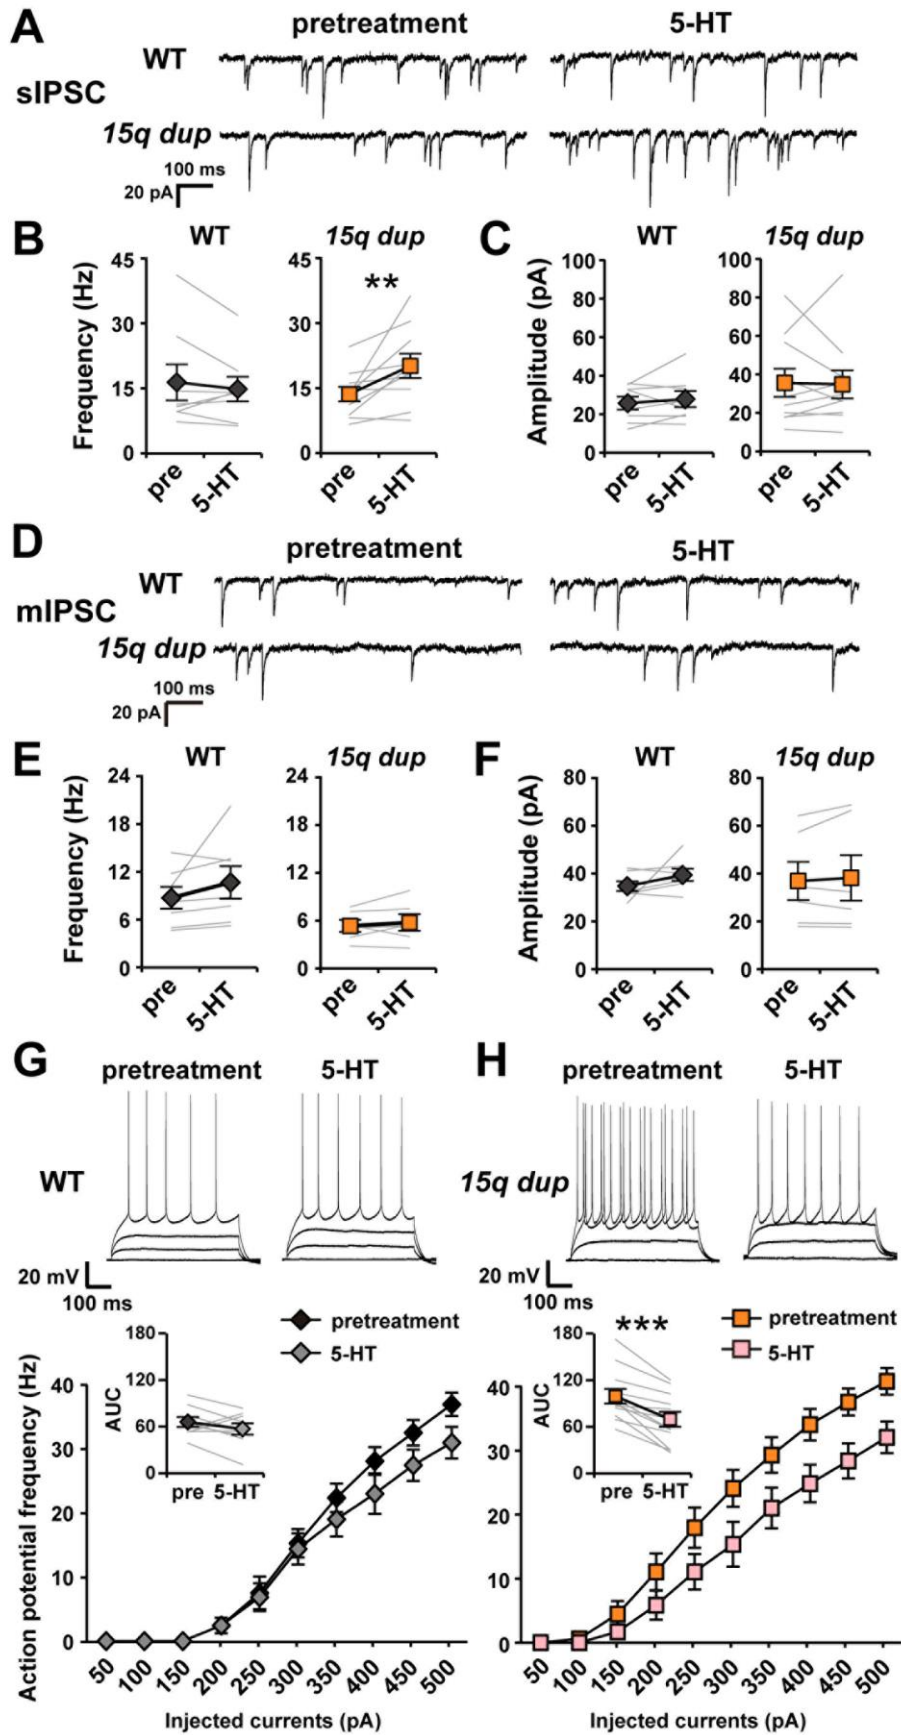 A
pretreatment 5-HT
WT
sIPSC
15q dup
100 ms
20 pA
B WT 15q dup
Frequency (Hz)
45 45
**
30 30
15 15
0 0
pre 5-HT pre 5-HT
C WT 15q dup
Amplitude (pA)
100 100
80 80
60 60
40 40
20 20
0 0
pre 5-HT pre 5-HT
D
pretreatment 5-HT
WT
mIPSC
15q dup
100 ms
20 pA
E WT 15q dup
Frequency (Hz)
24 24
18 18
12 12
6 6
0 0
pre 5-HT pre 5-HT
F WT 15q dup
Amplitude (pA)
80 80
60 60
40 40
20 20
0 0
pre 5-HT pre 5-HT
G
pretreatment 5-HT
WT
20 mV
100 ms
pretreatment
5-HT
AUC
180
120
60
0
pre 5-HT
Action potential frequency (Hz)
40
30
20
10
0
50 100 150 200 250 300 350 400 450 500
Injected currents (pA)
H
pretreatment 5-HT
15q dup
20 mV
100 ms
pretreatment
5-HT
***
AUC
180
120
60
0
pre 5-HT
40
30
20
10
0
50 100 150 200 250 300 350 400 450 500
Injected currents (pA)